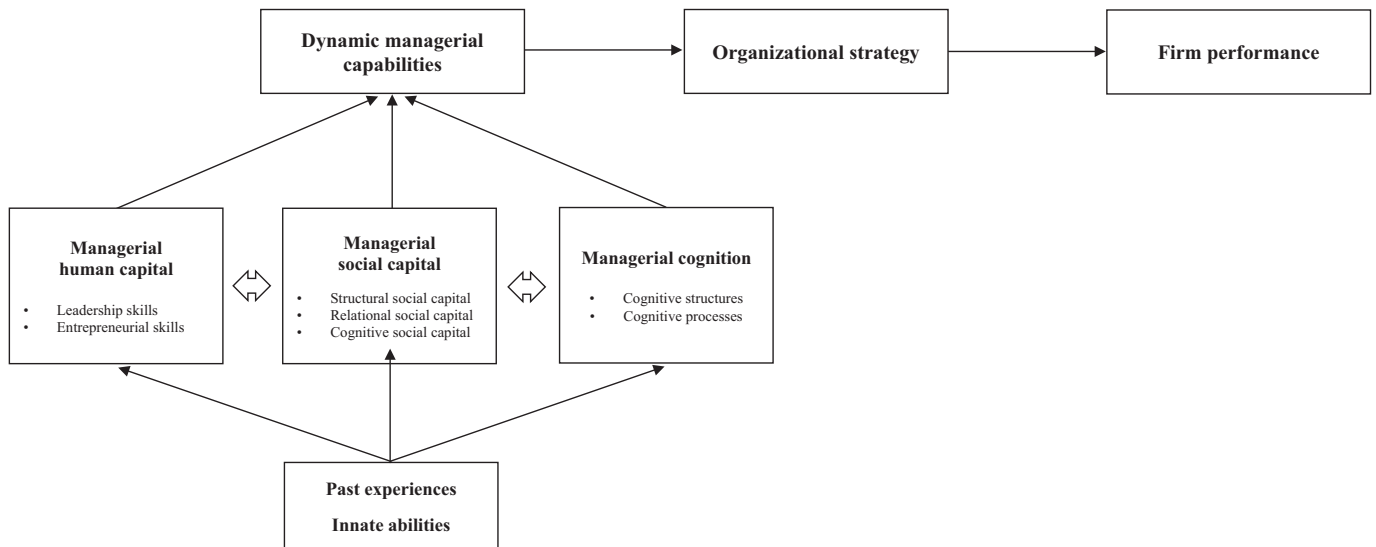 Dynamic managerial
capabilities
Organizational strategy
Firm performance
Managerial
human capital
• Leadership skills
• Entrepreneurial skills
Managerial
social capital
• Structural social capital
• Relational social capital
• Cognitive social capital
Managerial cognition
• Cognitive structures
• Cognitive processes
Past experiences
Innate abilities